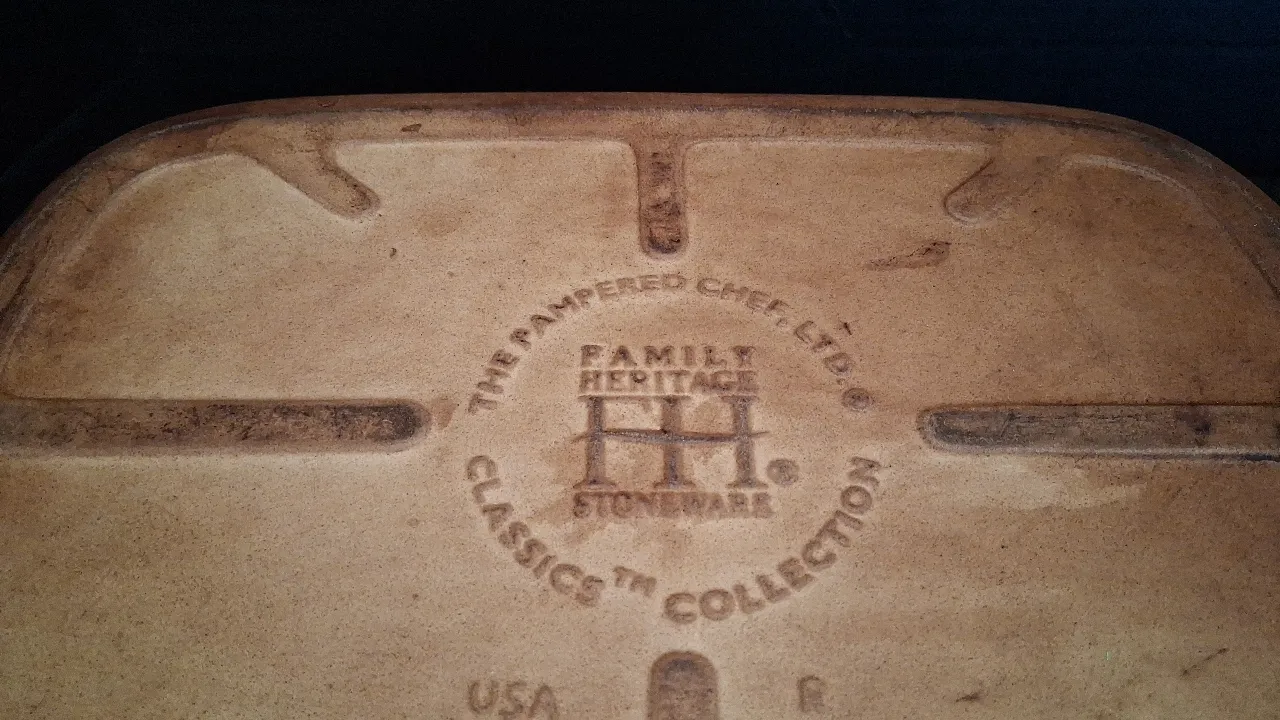 THE PAMPERED CHEF, LTD.®
FAMILY
HERITAGE
FH®
STONEWARE
CLASSICS™ COLLECTION
USA R